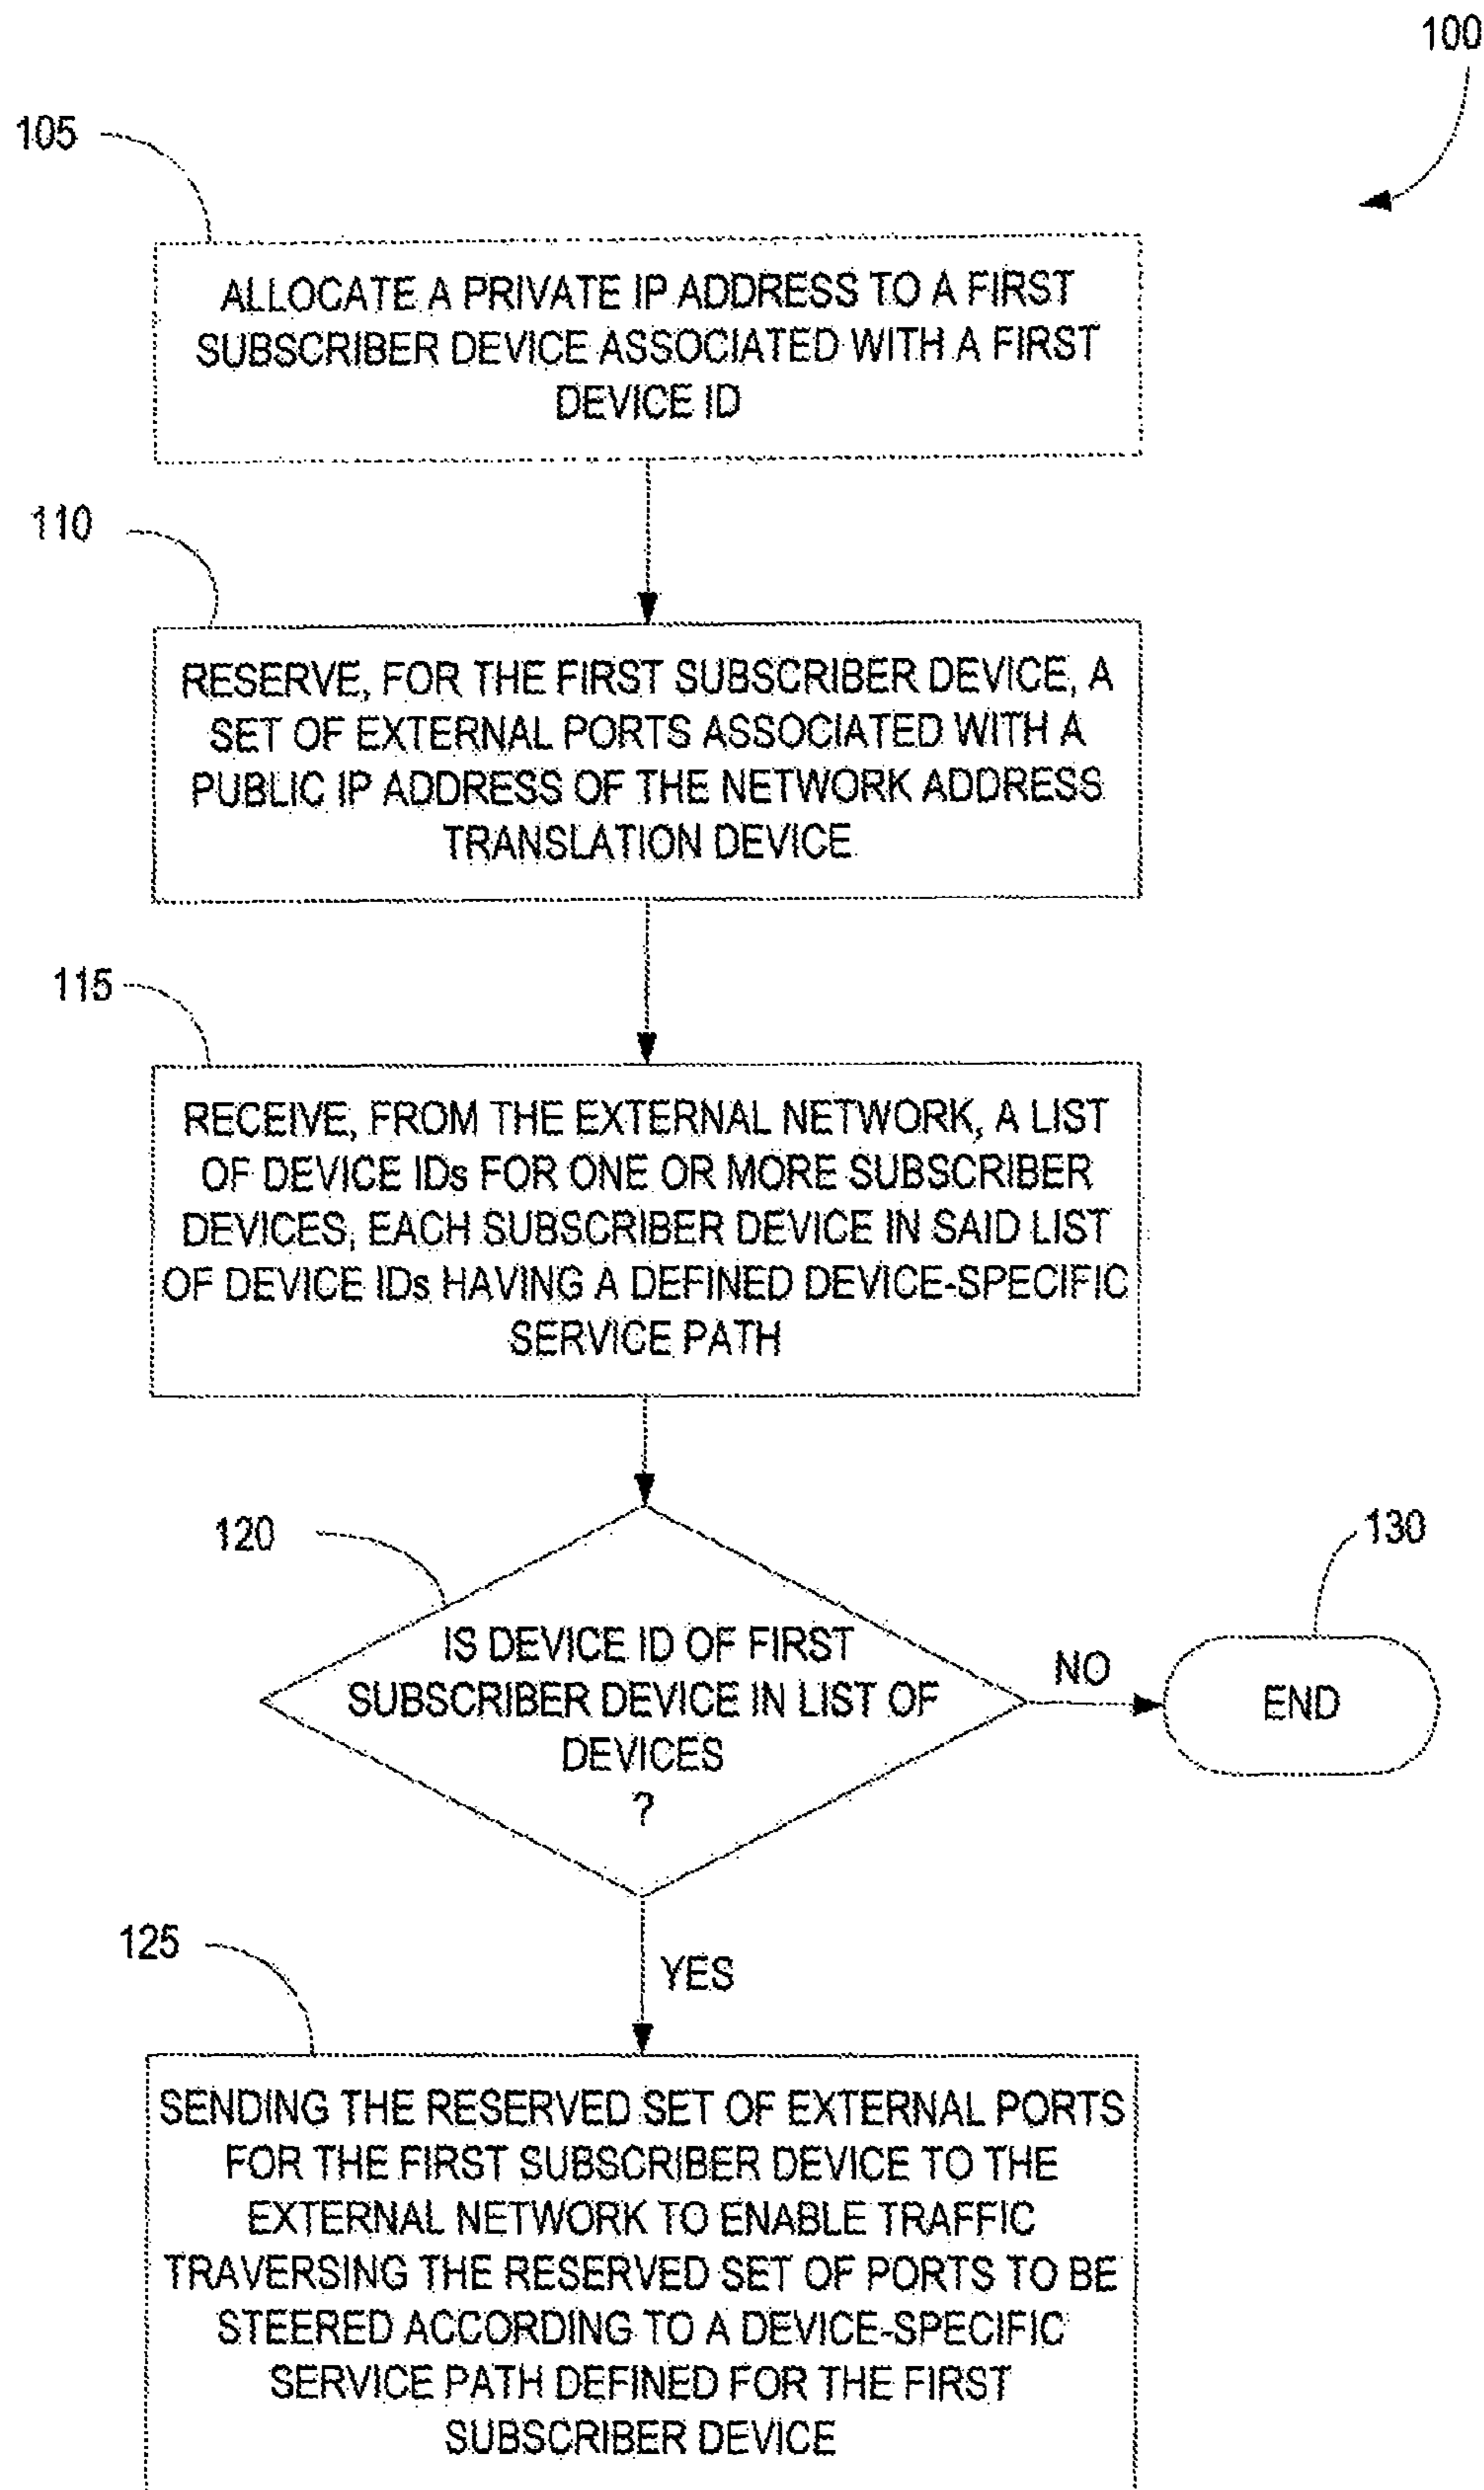 100
105
ALLOCATE A PRIVATE IP ADDRESS TO A FIRST
SUBSCRIBER DEVICE ASSOCIATED WITH A FIRST
DEVICE ID
110
RESERVE, FOR THE FIRST SUBSCRIBER DEVICE, A
SET OF EXTERNAL PORTS ASSOCIATED WITH A
PUBLIC IP ADDRESS OF THE NETWORK ADDRESS
TRANSLATION DEVICE
115
RECEIVE, FROM THE EXTERNAL NETWORK, A LIST
OF DEVICE IDs FOR ONE OR MORE SUBSCRIBER
DEVICES, EACH SUBSCRIBER DEVICE IN SAID LIST
OF DEVICE IDs HAVING A DEFINED DEVICE-SPECIFIC
SERVICE PATH
120
IS DEVICE ID OF FIRST
SUBSCRIBER DEVICE IN LIST OF
DEVICES
?
NO
130
END
YES
125
SENDING THE RESERVED SET OF EXTERNAL PORTS
FOR THE FIRST SUBSCRIBER DEVICE TO THE
EXTERNAL NETWORK TO ENABLE TRAFFIC
TRAVERSING THE RESERVED SET OF PORTS TO BE
STEERED ACCORDING TO A DEVICE-SPECIFIC
SERVICE PATH DEFINED FOR THE FIRST
SUBSCRIBER DEVICE